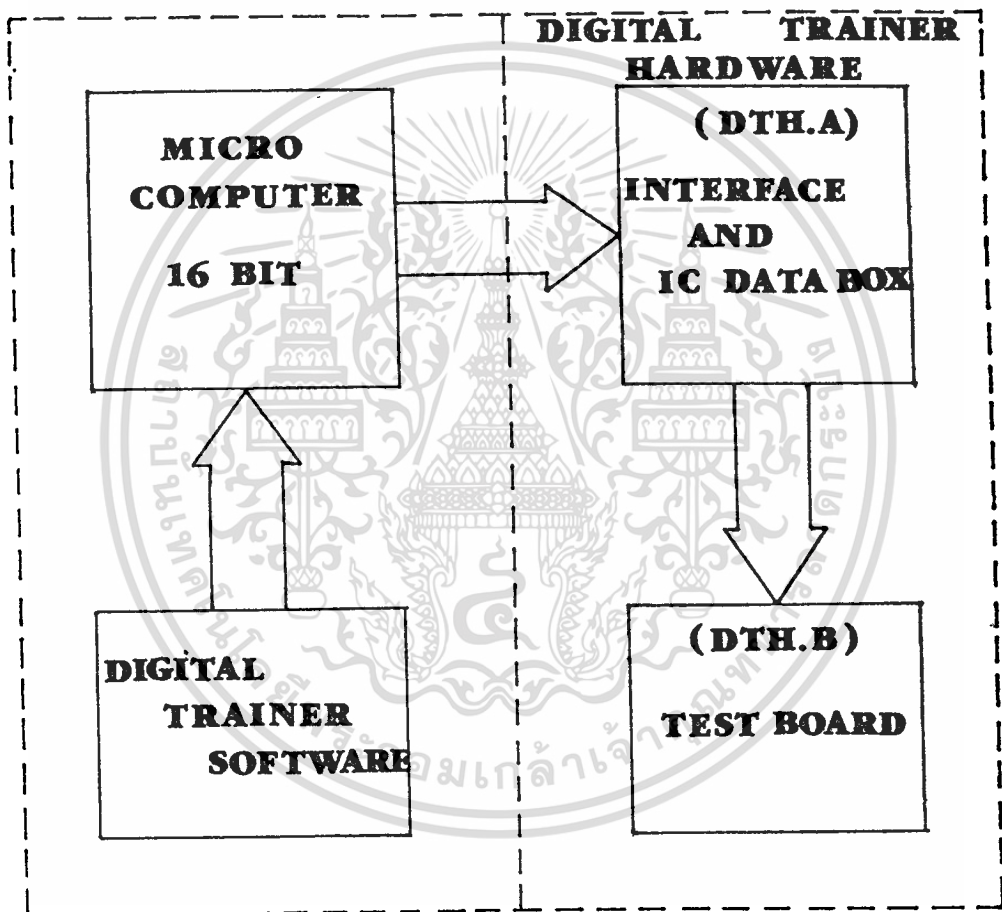 DIGITAL TRAINER
HARDWARE
MICRO
COMPUTER
16 BIT
(DTH.A)
INTERFACE
AND
IC DATA BOX
DIGITAL
TRAINER
SOFTWARE
(DTH.B)
TEST BOARD